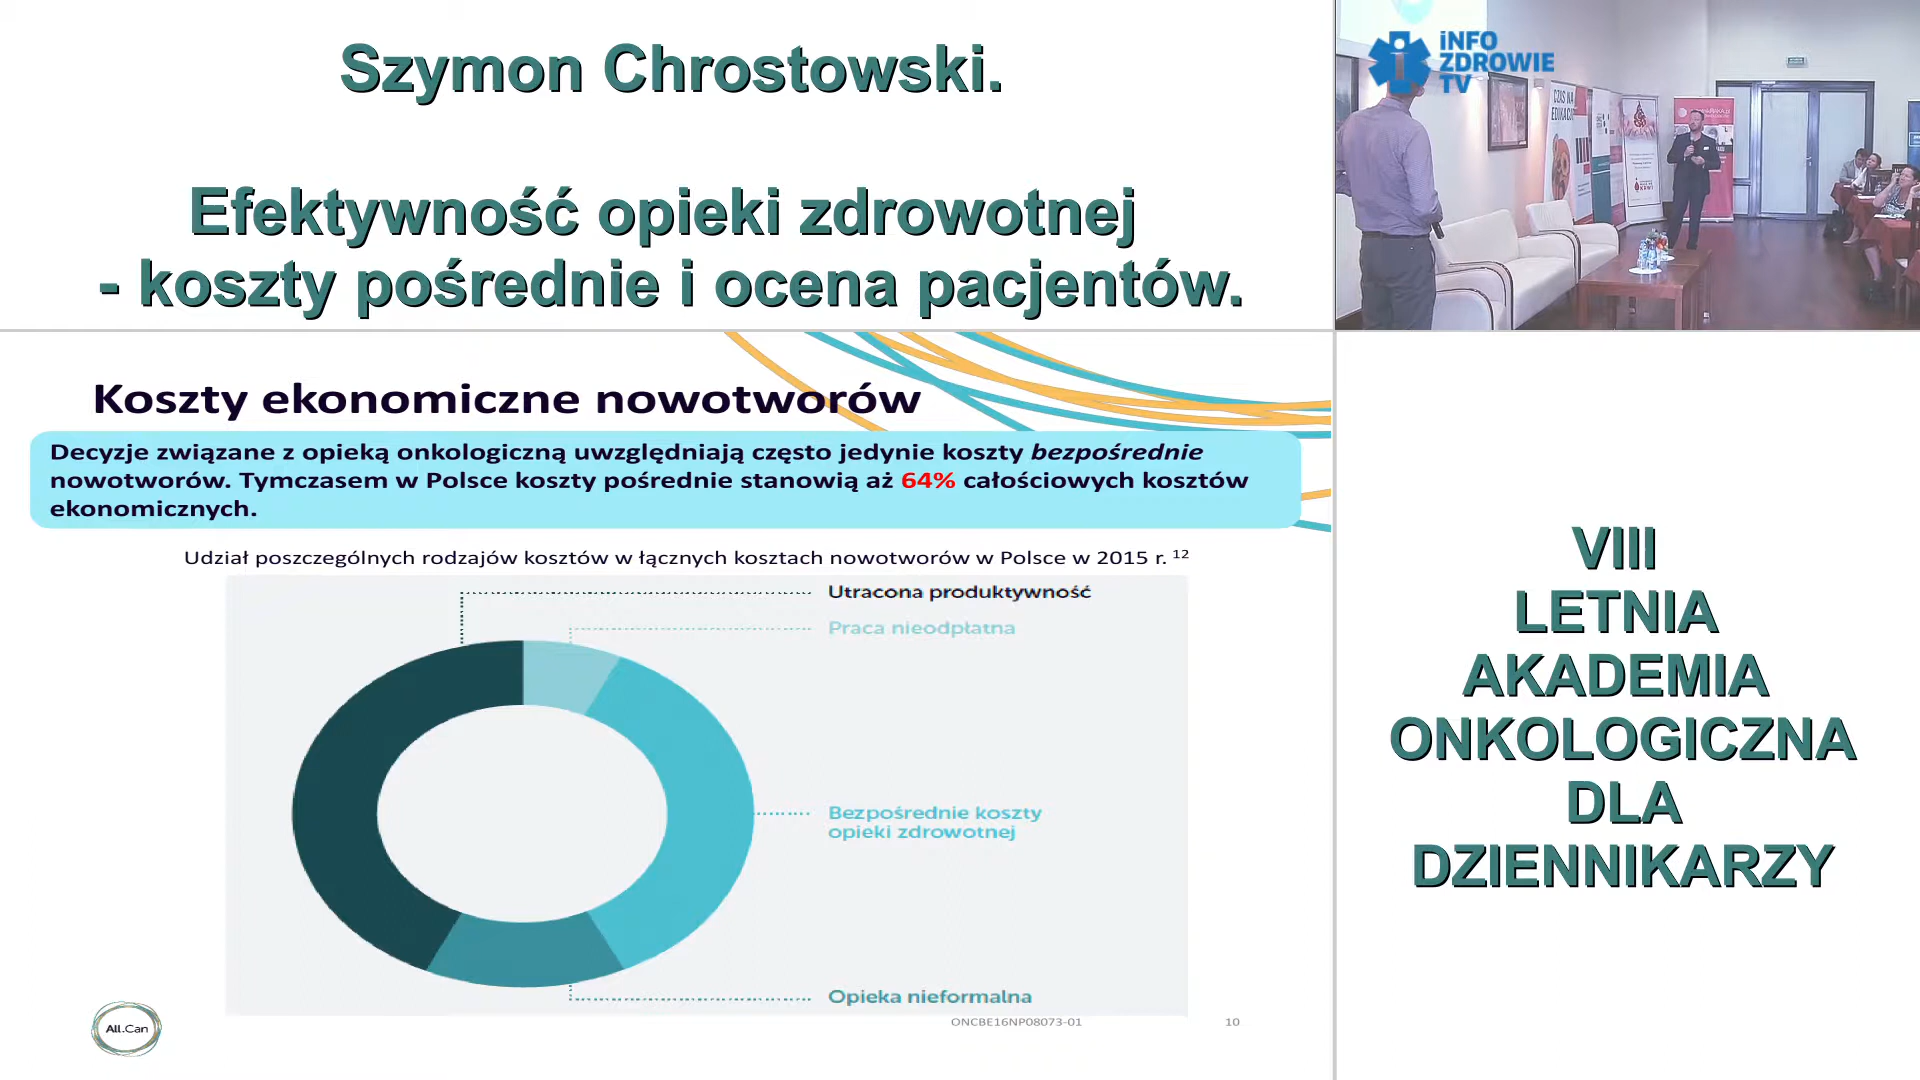 Szymon Chrostowski.
Efektywność opieki zdrowotnej
- koszty pośrednie i ocena pacjentów.
iNFO
ZDROWIE
TV
CZAS NA
EDUKACJĘ
Koszty ekonomiczne nowotworów
Decyzje związane z opieką onkologiczną uwzględniają często jedynie koszty bezpośrednie
nowotworów. Tymczasem w Polsce koszty pośrednie stanowią aż 64% całościowych kosztów
ekonomicznych.
Udział poszczególnych rodzajów kosztów w łącznych kosztach nowotworów w Polsce w 2015 r. 12
Utracona produktywność
Praca nieodpłatna
Bezpośrednie koszty
opieki zdrowotnej
Opieka nieformalna
All.Can
ONCBE16NP08073-01
10
VIII
LETNIA
AKADEMIA
ONKOLOGICZNA
DLA
DZIENNIKARZY